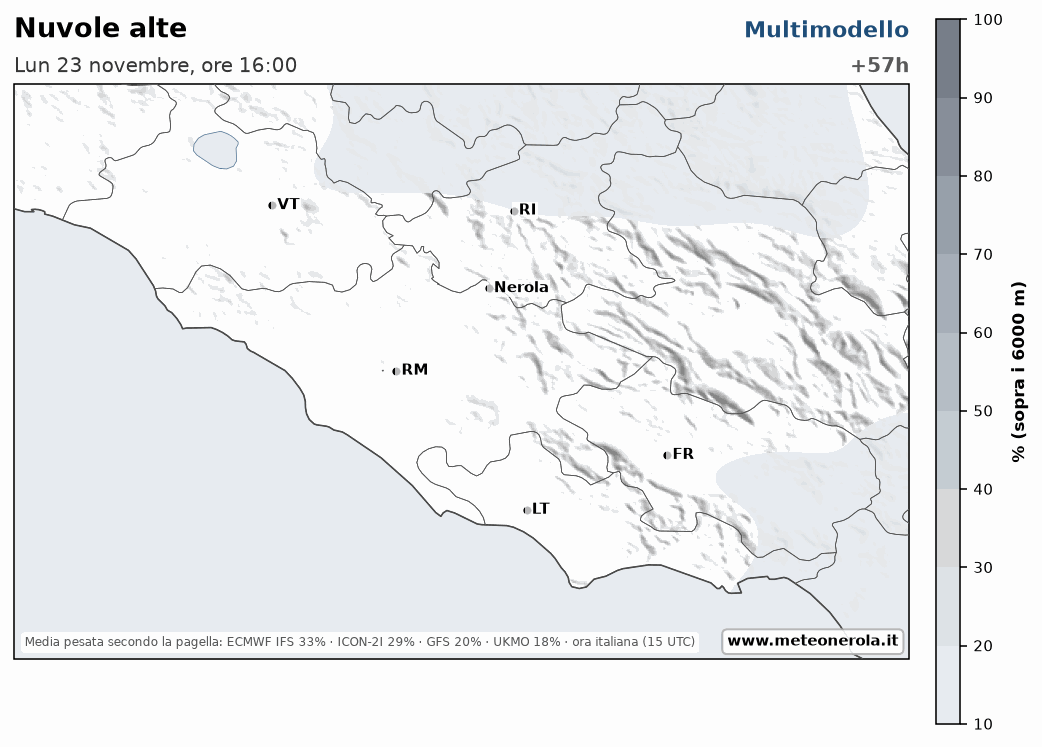 Nuvole alte
Multimodello
Lun 23 novembre, ore 16:00
+57h
VT
RI
Nerola
RM
FR
LT
Media pesata secondo la pagella: ECMWF IFS 33% · ICON-2I 29% · GFS 20% · UKMO 18% · ora italiana (15 UTC)
www.meteonerola.it
100
90
80
70
60
50
40
30
20
10
% (sopra i 6000 m)